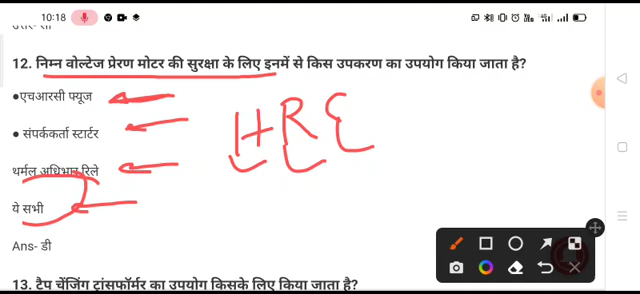 10:18
12. निम्न वोल्टेज प्रेरण मोटर की सुरक्षा के लिए इनमें से किस उपकरण का उपयोग किया जाता है?
●एचआरसी फ्यूज
● संपर्ककर्ता स्टार्टर
थर्मल अधिभार रिले
ये सभी
HRC
Ans- डी
13. टैप चेंजिंग ट्रांसफॉर्मर का उपयोग किसके लिए किया जाता है?